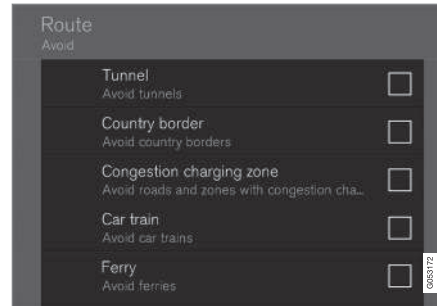 Route
Avoid
Tunnel
Avoid tunnels
Country border
Avoid country borders
Congestion charging zone
Avoid roads and zones with congestion cha...
Car train
Avoid car trains
Ferry
Avoid ferries
G053172